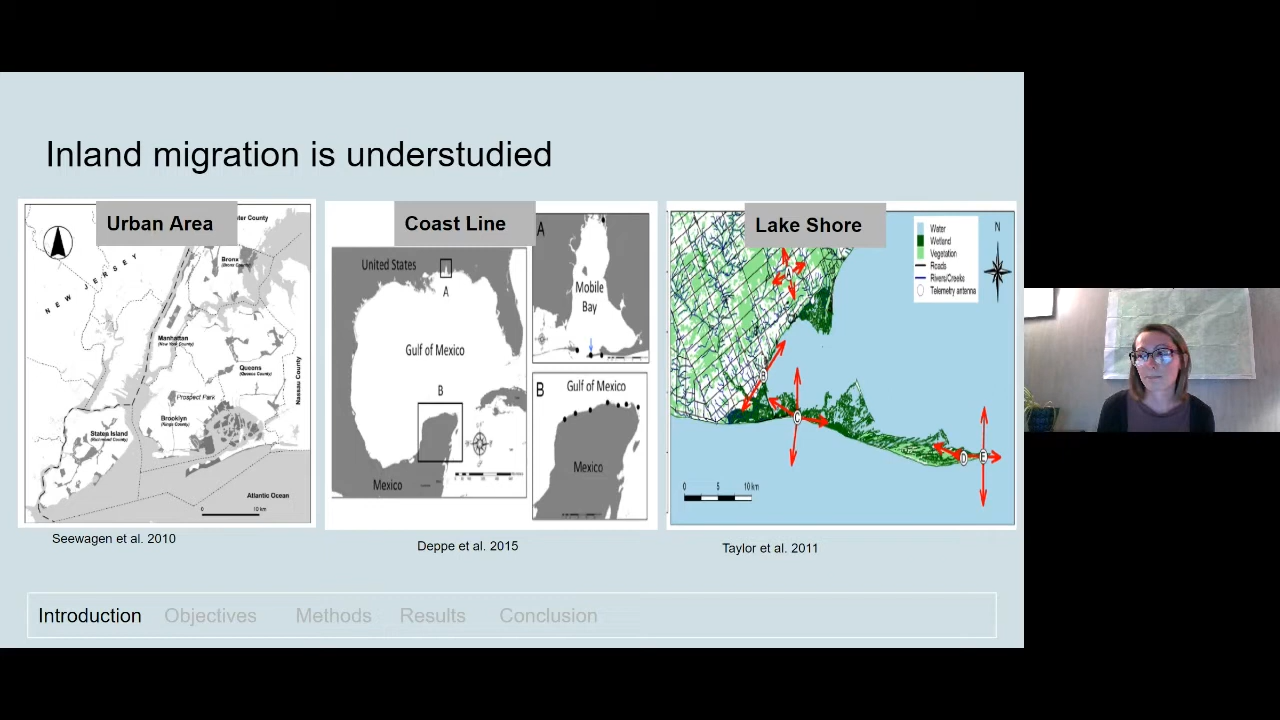 Inland migration is understudied
Urban Area
NEW JERSEY
Bronx
(Bronx County)
Manhattan
(New York County)
Queens
(Queens County)
Nassau County
Prospect Park
Brooklyn
(Kings County)
Staten Island
(Richmond County)
Atlantic Ocean
0 10 km
Seewagen et al. 2010
Coast Line
United States
A
Gulf of Mexico
B
Mexico
A
Mobile
Bay
B
Gulf of Mexico
Mexico
Deppe et al. 2015
Lake Shore
Water
Wetland
Vegetation
Roads
Rivers/Creeks
Telemetry antenna
N
A
B
C
D
E
0 5 10 km
Taylor et al. 2011
Introduction Objectives Methods Results Conclusion